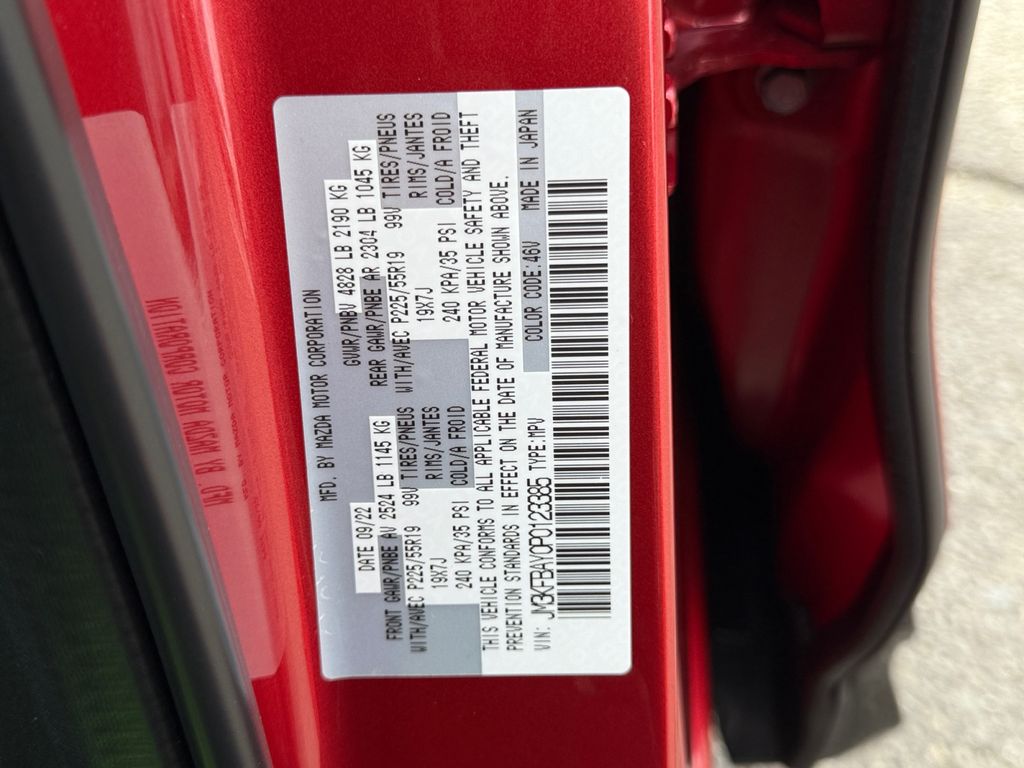 MFD. BY MAZDA MOTOR CORPORATION
DATE 09/22 GVWR/PNBV 4828 LB 2190 KG
FRONT GAWR/PNBE AV 2524 LB 1145 KG REAR GAWR/PNBE AR 2304 LB 1045 KG
WITH/AVEC P225/55R19 99V TIRES/PNEUS WITH/AVEC P225/55R19 99V TIRES/PNEUS
19X7J RIMS/JANTES 19X7J RIMS/JANTES
240 KPA/35 PSI COLD/A FROID 240 KPA/35 PSI COLD/A FROID
THIS VEHICLE CONFORMS TO ALL APPLICABLE FEDERAL MOTOR VEHICLE SAFETY AND THEFT
PREVENTION STANDARDS IN EFFECT ON THE DATE OF MANUFACTURE SHOWN ABOVE.
VIN: JM3KFBAY0P0123385 TYPE:MPV COLOR CODE:46V MADE IN JAPAN